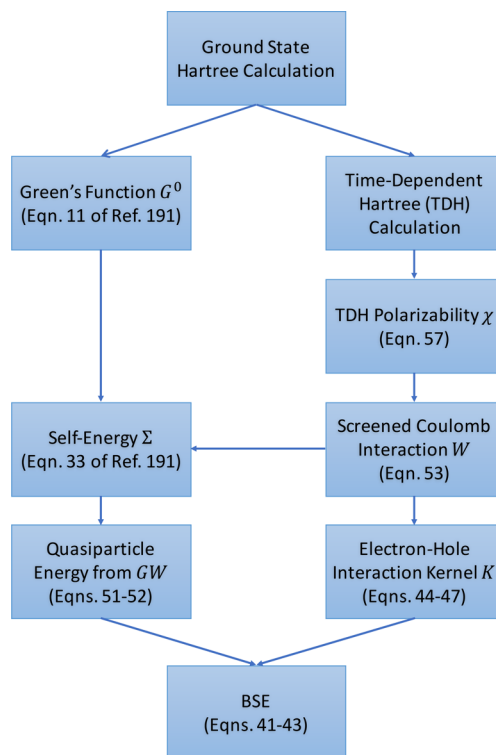 Ground State
Hartree Calculation
Green's Function G⁰
(Eqn. 11 of Ref. 191)
Time-Dependent
Hartree (TDH)
Calculation
TDH Polarizability χ
(Eqn. 57)
Self-Energy Σ
(Eqn. 33 of Ref. 191)
Screened Coulomb
Interaction W
(Eqn. 53)
Quasiparticle
Energy from GW
(Eqns. 51-52)
Electron-Hole
Interaction Kernel K
(Eqns. 44-47)
BSE
(Eqns. 41-43)